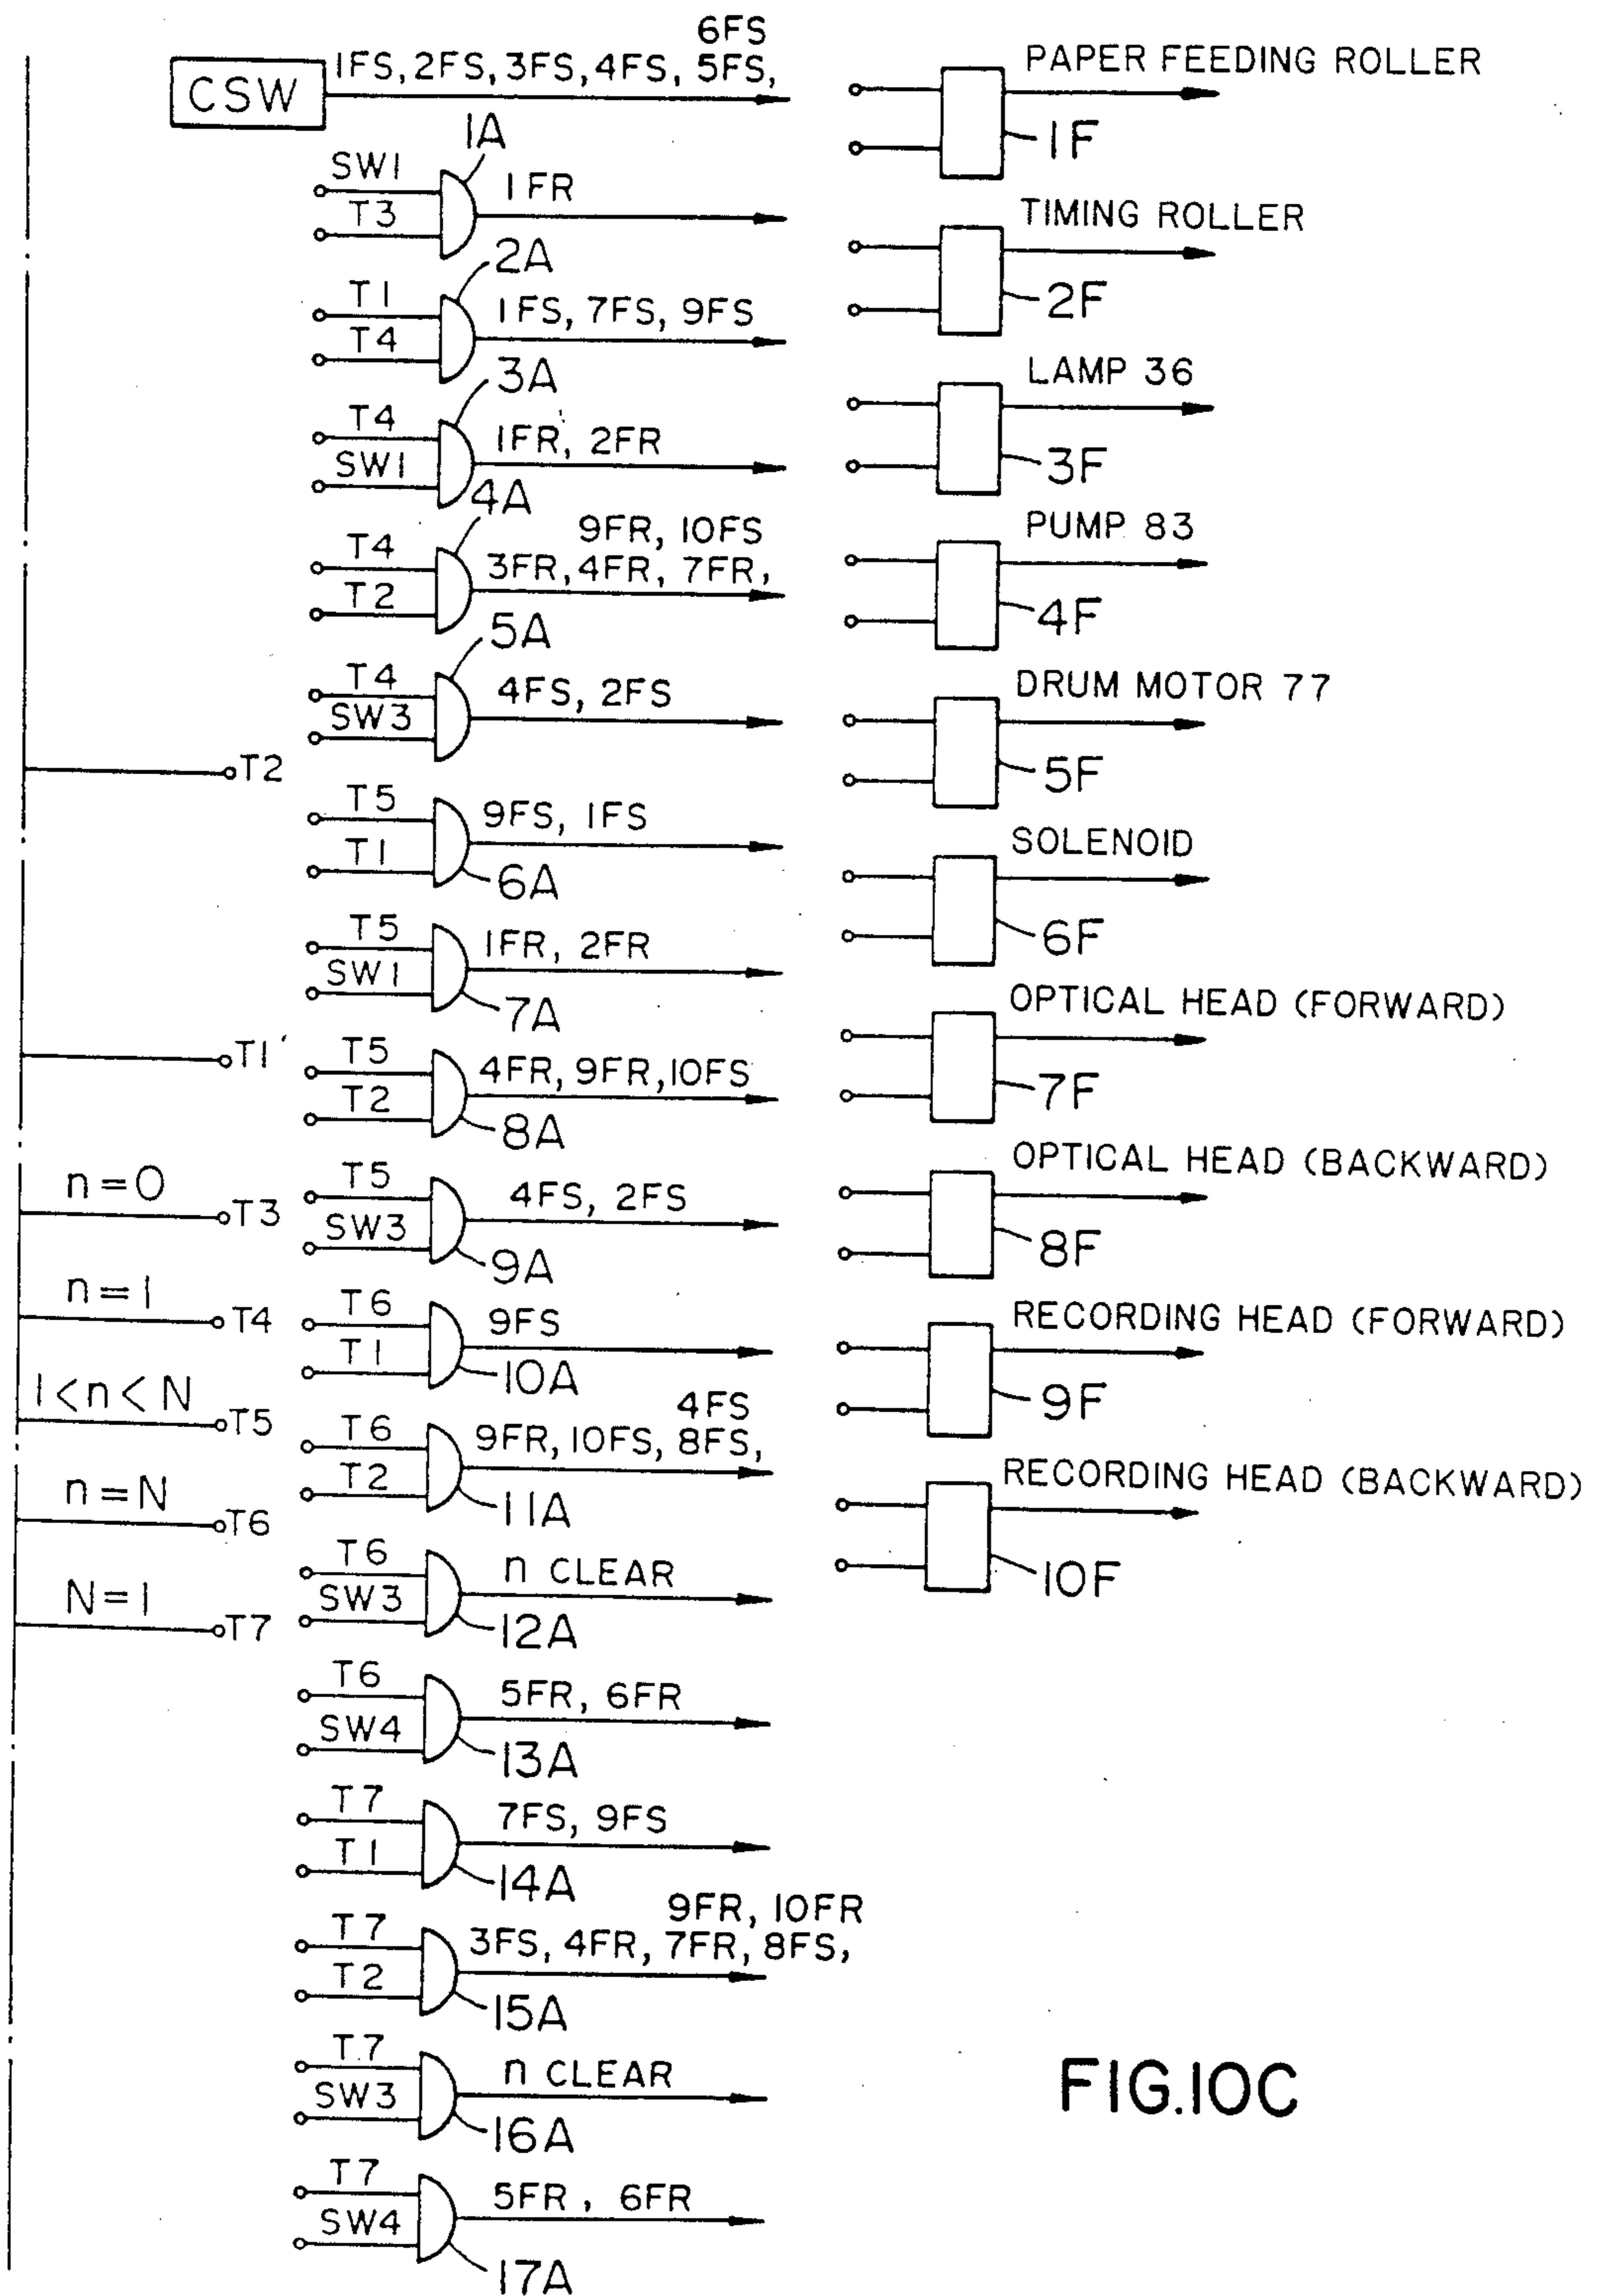 6FS
CSW
1FS, 2FS, 3FS, 4FS, 5FS,
1A
SW1
T3
1FR
2A
T1
T4
1FS, 7FS, 9FS
3A
T4
SW1
1FR, 2FR
4A
9FR, 10FS
T4
T2
3FR, 4FR, 7FR,
5A
T4
SW3
4FS, 2FS
T5
T1
9FS, 1FS
6A
T5
SW1
1FR, 2FR
7A
T5
T2
4FR, 9FR, 10FS
8A
T5
SW3
4FS, 2FS
9A
T6
T1
9FS
10A
4FS
T6
T2
9FR, 10FS, 8FS,
11A
T6
SW3
n CLEAR
12A
T6
SW4
5FR, 6FR
13A
T7
T1
7FS, 9FS
14A
9FR, 10FR
T7
T2
3FS, 4FR, 7FR, 8FS,
15A
T7
SW3
n CLEAR
16A
T7
SW4
5FR, 6FR
17A
T2
T1
n=0
T3
n=1
T4
1<n<N
T5
n=N
T6
N=1
T7
PAPER FEEDING ROLLER
1F
TIMING ROLLER
2F
LAMP 36
3F
PUMP 83
4F
DRUM MOTOR 77
5F
SOLENOID
6F
OPTICAL HEAD (FORWARD)
7F
OPTICAL HEAD (BACKWARD)
8F
RECORDING HEAD (FORWARD)
9F
RECORDING HEAD (BACKWARD)
10F
FIG.10C